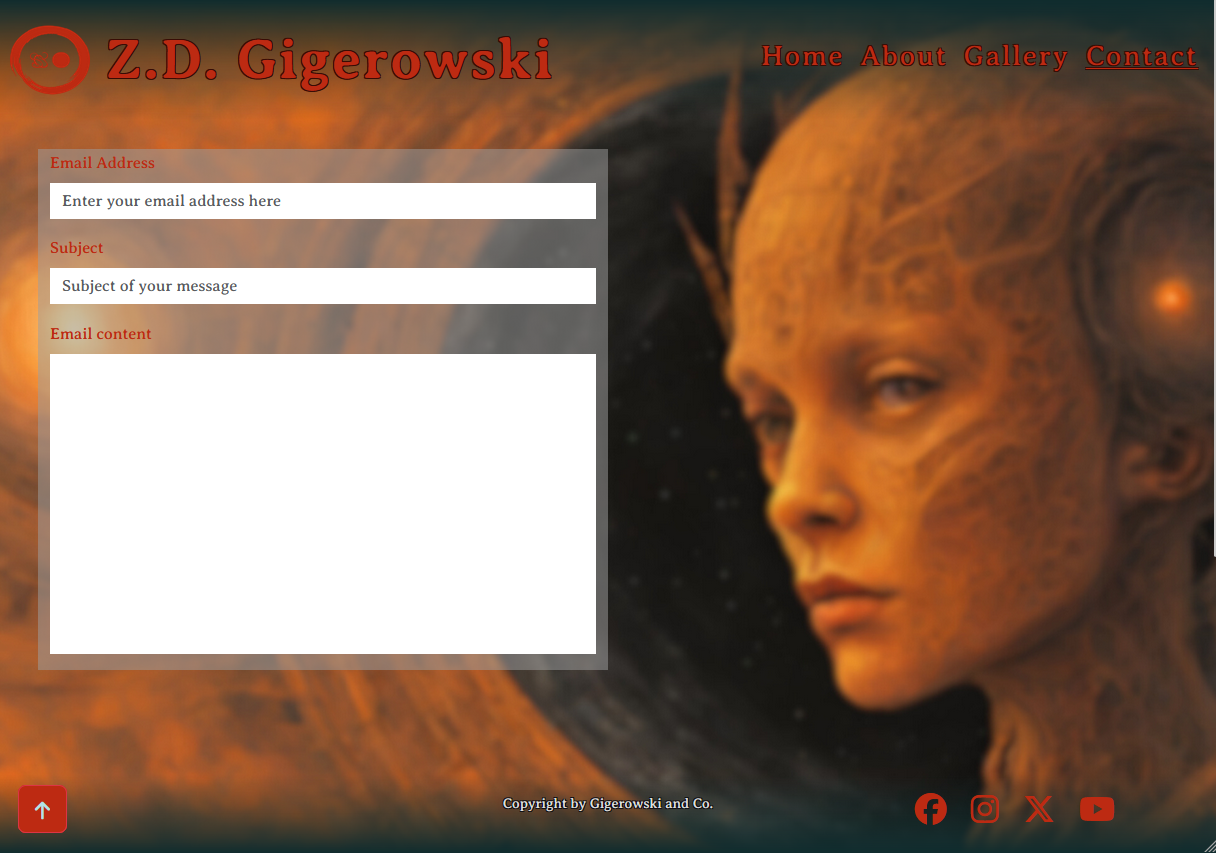 Z.D. Gigerowski
Home About Gallery Contact
Email Address
Enter your email address here
Subject
Subject of your message
Email content
Copyright by Gigerowski and Co.